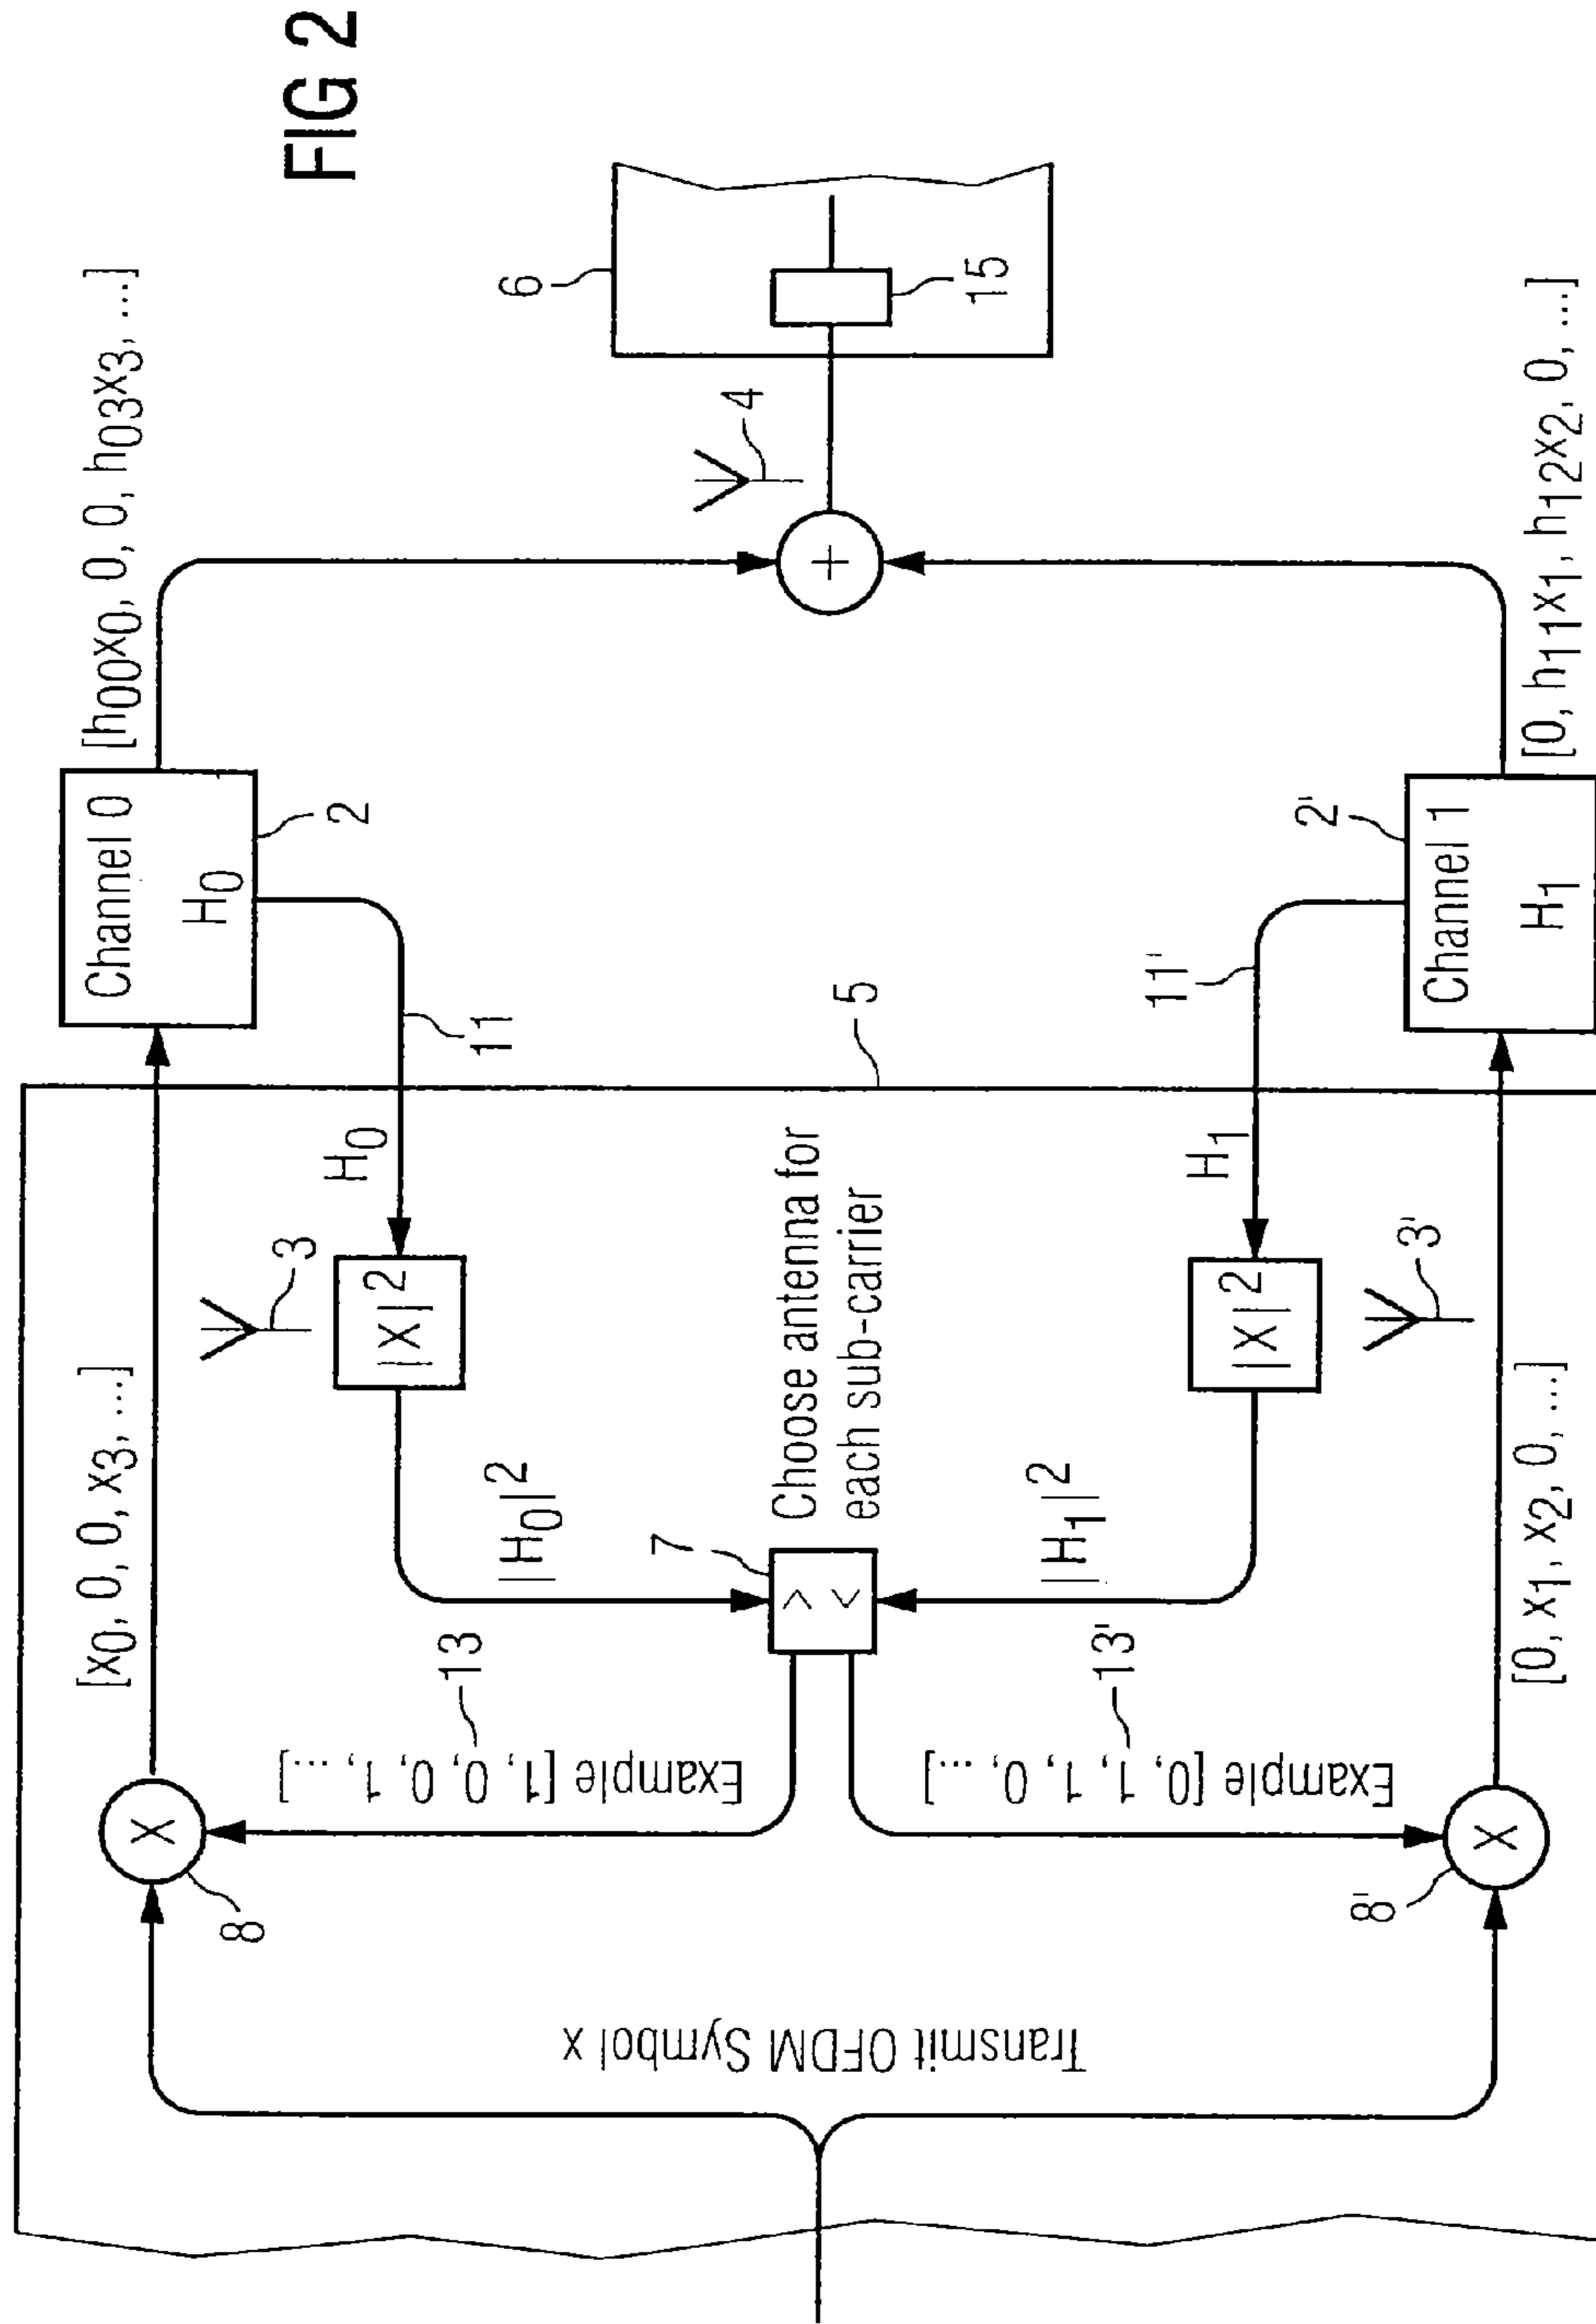 FIG 2
[x0, 0, 0, x3, ...]
[h00x0, 0, 0, h03x3, ...]
Channel 0
H0
2
8
3
H0
11
|X|2
|H0|2
13
Example [1, 0, 0, 1, ...]
X
Transmit OFDM Symbol x
7
> <
Choose antenna for
each sub-carrier
5
+
4
6
15
Example [0, 1, 1, 0, ...]
13'
|H1|2
|X|2
H1
11'
3'
8'
X
2'
Channel 1
H1
[0, x1, x2, 0, ...]
[0, h11x1, h12x2, 0, ...]